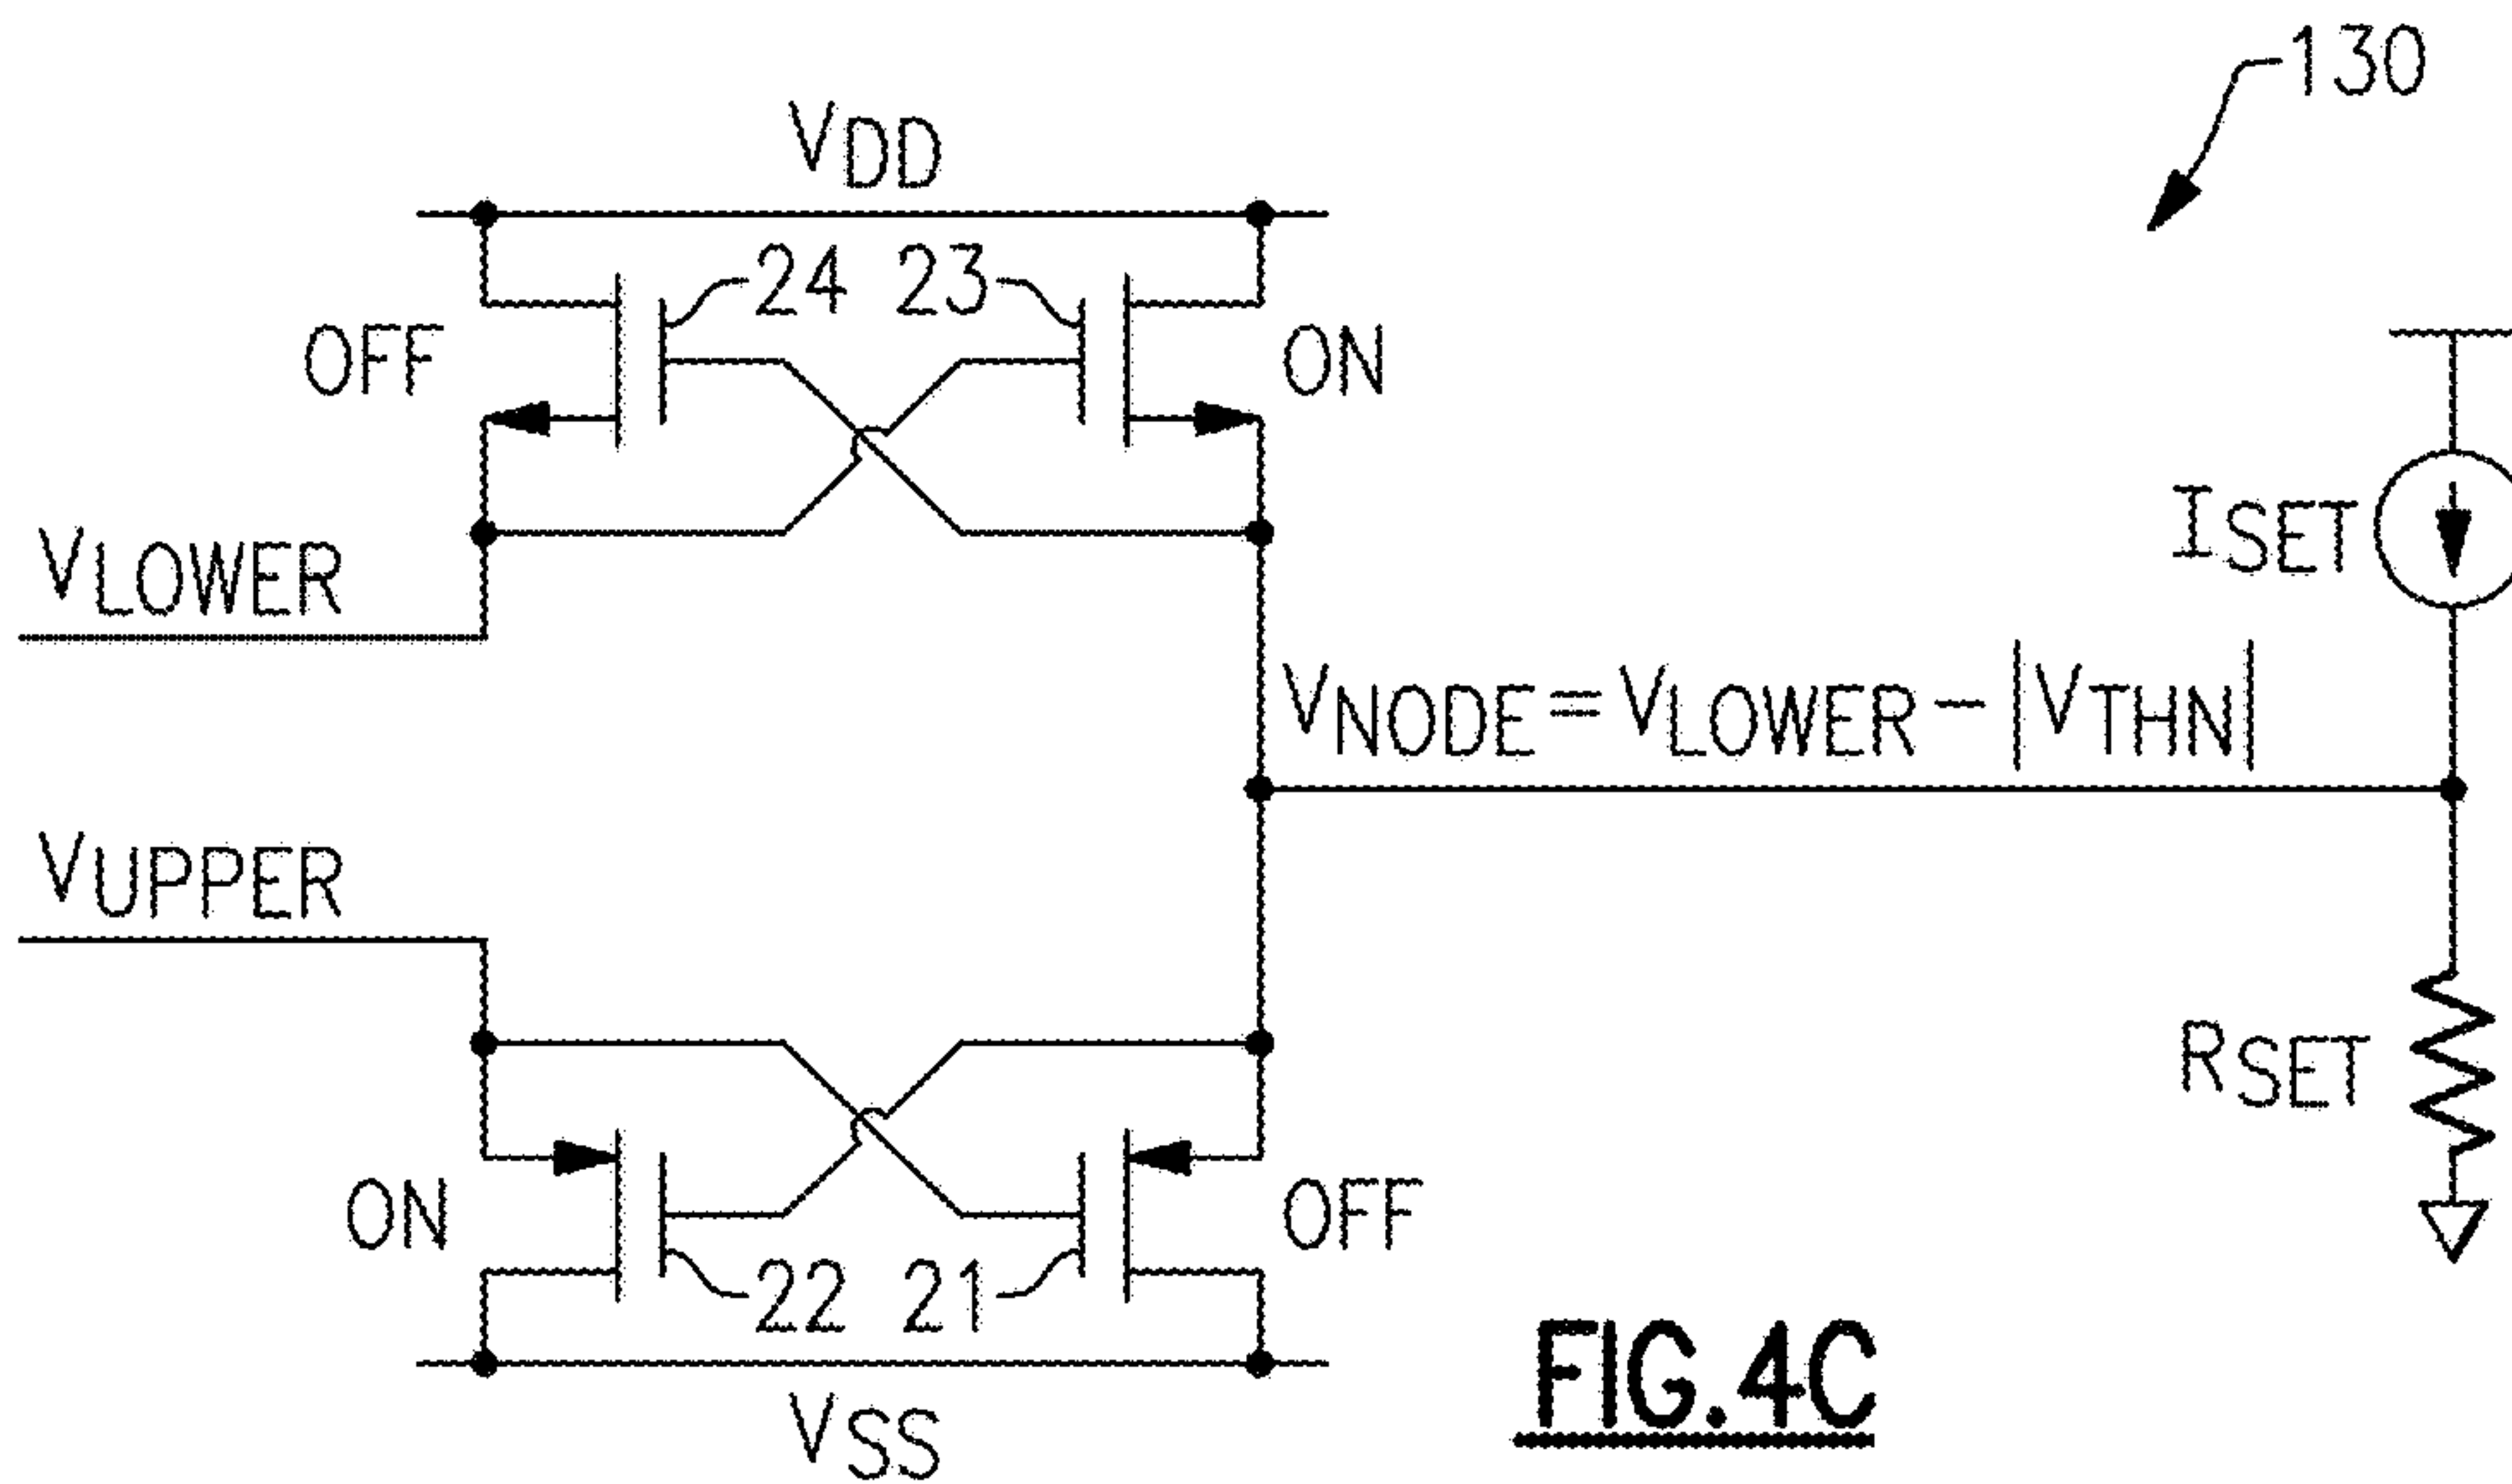 130
VDD
24 23
OFF
ON
VLOWER
ISET
VNODE=VLOWER-|VTHN|
VUPPER
RSET
ON
OFF
22 21
VSS
FIG.4C